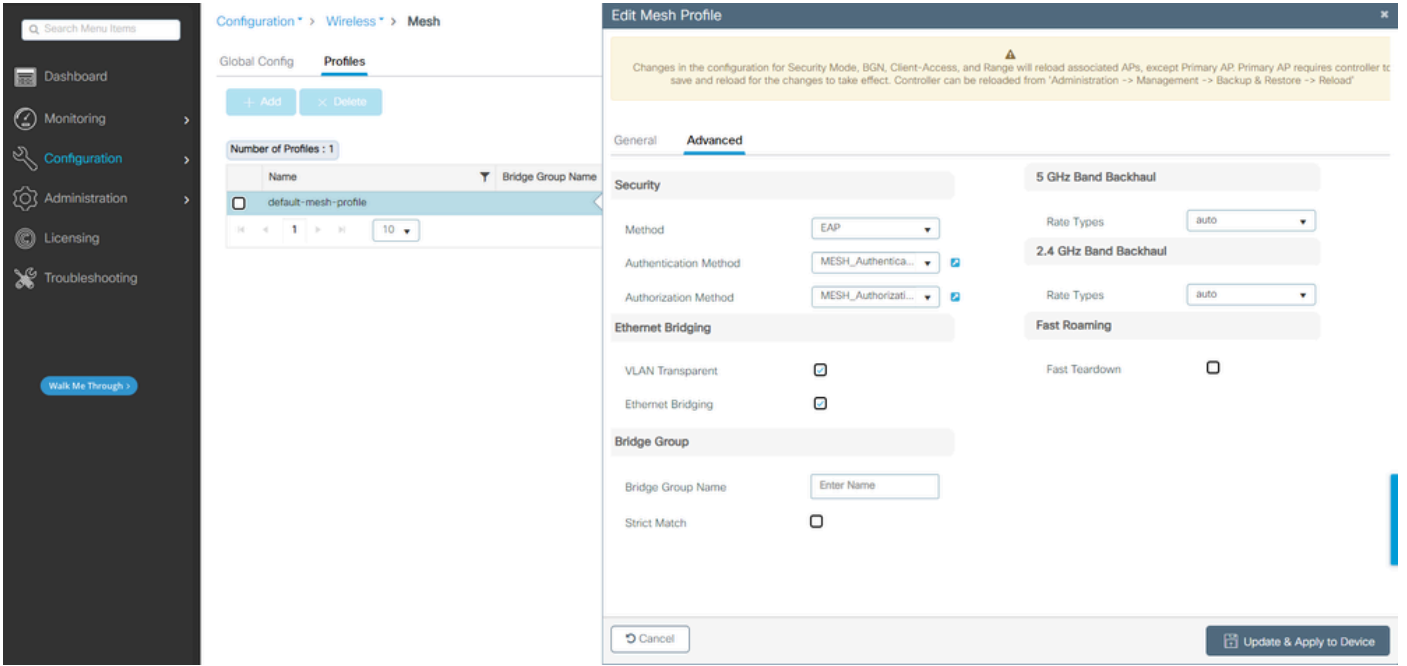 Search Menu Items
Dashboard
Monitoring
Configuration
Administration
Licensing
Troubleshooting
Walk Me Through >
Configuration > Wireless > Mesh
Global Config Profiles
+ Add × Delete
Number of Profiles : 1
Name Bridge Group Name
default-mesh-profile
1 10
Edit Mesh Profile
Changes in the configuration for Security Mode, BGN, Client-Access, and Range will reload associated APs, except Primary AP. Primary AP requires controller to
save and reload for the changes to take effect. Controller can be reloaded from 'Administration -> Management -> Backup & Restore -> Reload'
General Advanced
Security
Method EAP
Authentication Method MESH_Authentica...
Authorization Method MESH_Authorizati...
Ethernet Bridging
VLAN Transparent
Ethernet Bridging
Bridge Group
Bridge Group Name Enter Name
Strict Match
5 GHz Band Backhaul
Rate Types auto
2.4 GHz Band Backhaul
Rate Types auto
Fast Roaming
Fast Teardown
Cancel Update & Apply to Device